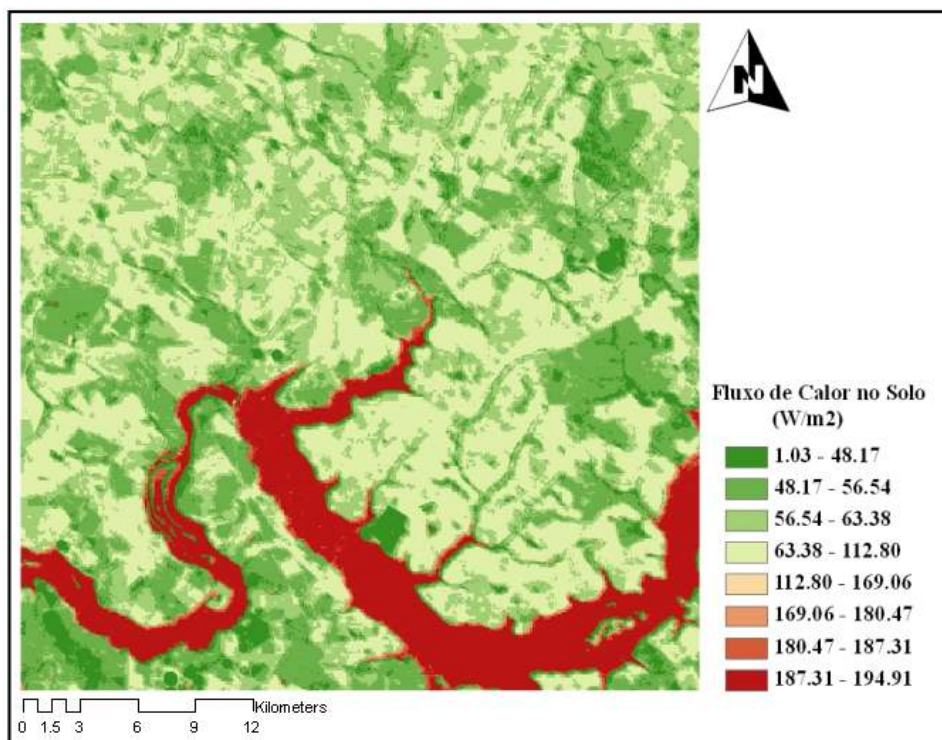 N
Fluxo de Calor no Solo
(W/m2)
1.03 - 48.17
48.17 - 56.54
56.54 - 63.38
63.38 - 112.80
112.80 - 169.06
169.06 - 180.47
180.47 - 187.31
187.31 - 194.91
Kilometers
0 1.5 3 6 9 12